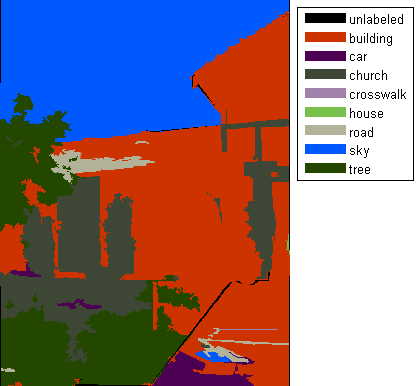 unlabeled
building
car
church
crosswalk
house
road
sky
tree